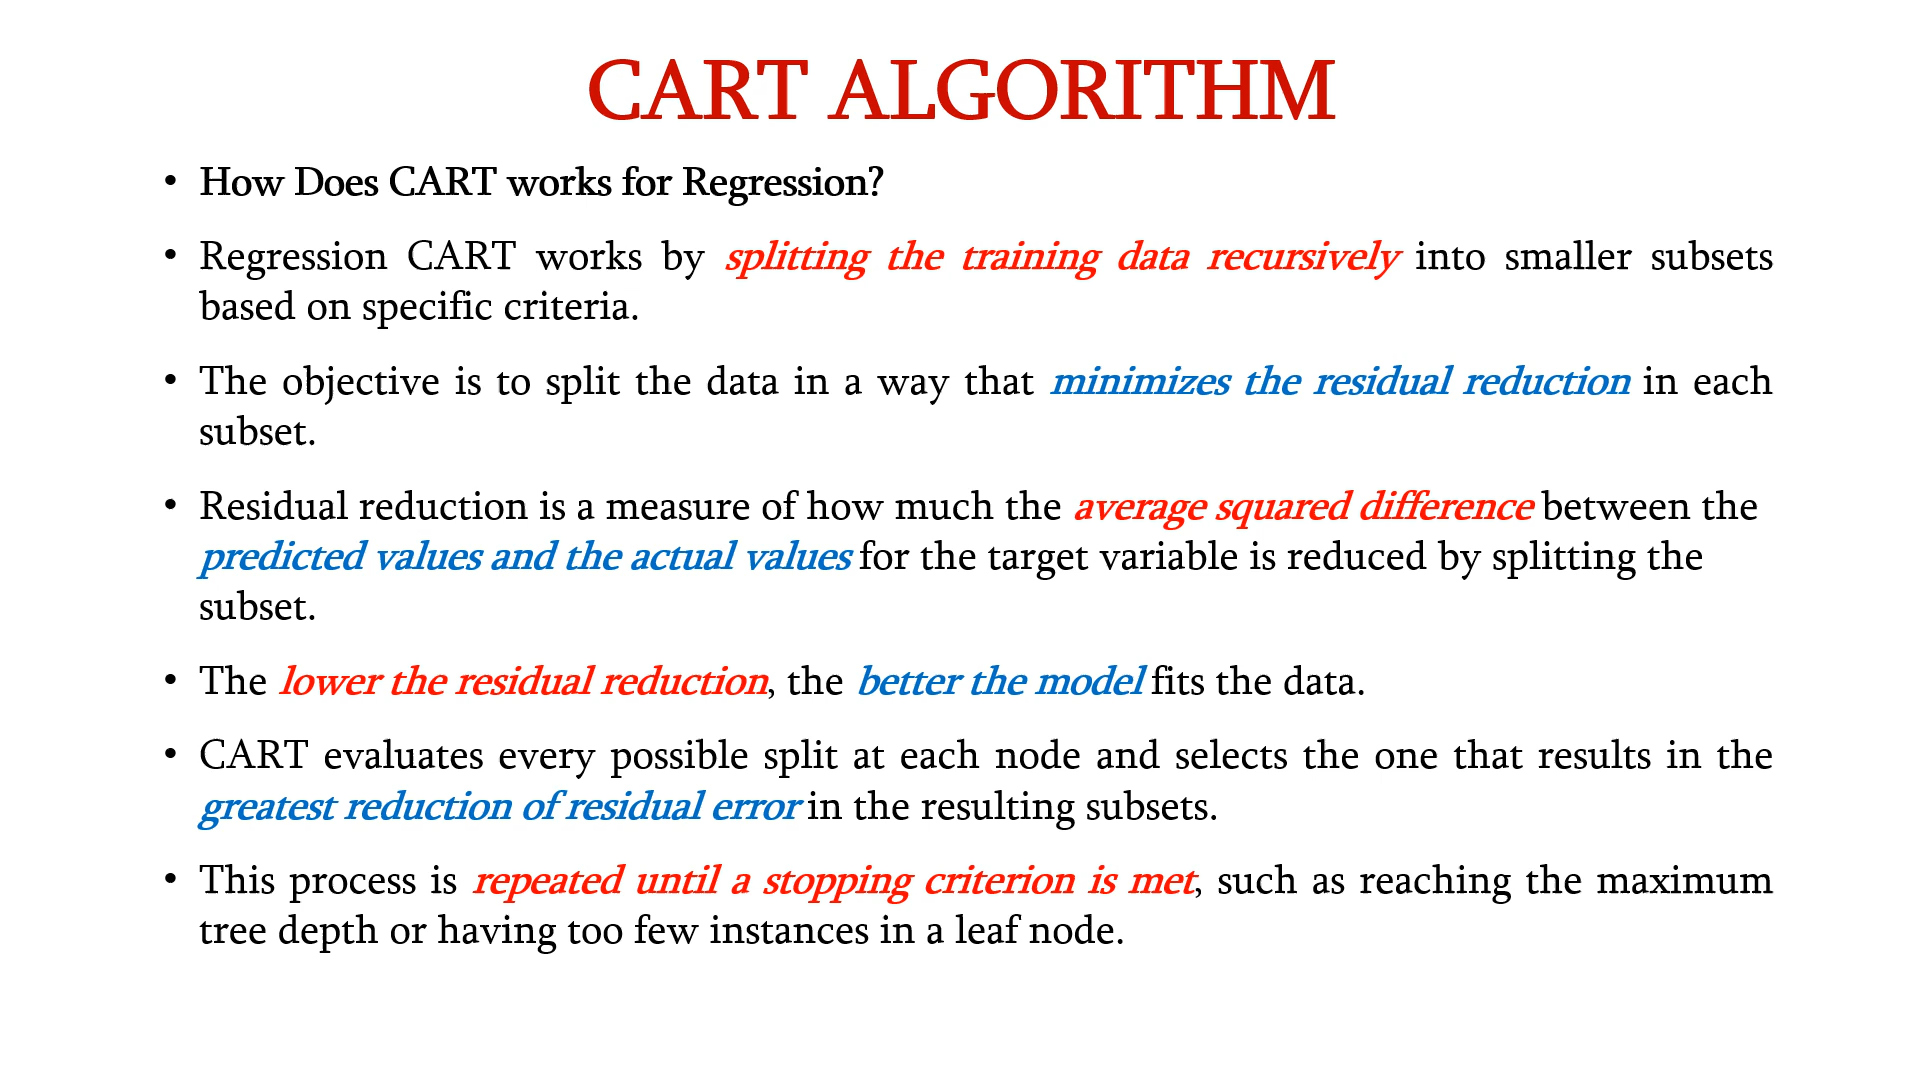 CART ALGORITHM
• How Does CART works for Regression?
• Regression CART works by splitting the training data recursively into smaller subsets
based on specific criteria.
• The objective is to split the data in a way that minimizes the residual reduction in each
subset.
• Residual reduction is a measure of how much the average squared difference between the
predicted values and the actual values for the target variable is reduced by splitting the
subset.
• The lower the residual reduction, the better the model fits the data.
• CART evaluates every possible split at each node and selects the one that results in the
greatest reduction of residual error in the resulting subsets.
• This process is repeated until a stopping criterion is met, such as reaching the maximum
tree depth or having too few instances in a leaf node.